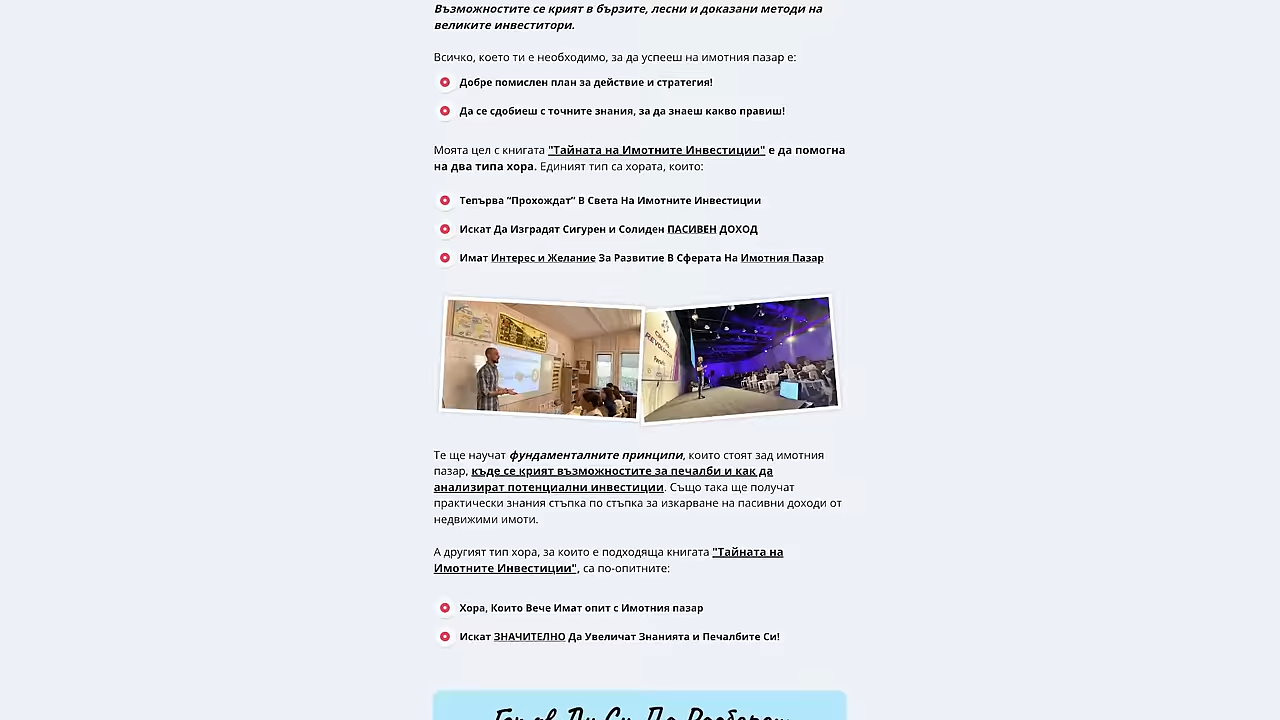 Възможностите се крият в бързите, лесни и доказани методи на
великите инвеститори.
Всичко, което ти е необходимо, за да успееш на имотния пазар е:
Добре помислен план за действие и стратегия!
Да се сдобиеш с точните знания, за да знаеш какво правиш!
Моята цел с книгата "Тайната на Имотните Инвестиции" е да помогна
на два типа хора. Единият тип са хората, които:
Тепърва “Прохождат” В Света На Имотните Инвестиции
Искат Да Изградят Сигурен и Солиден ПАСИВЕН ДОХОД
Имат Интерес и Желание За Развитие В Сферата На Имотния Пазар
Те ще научат фундаменталните принципи, които стоят зад имотния
пазар, къде се крият възможностите за печалби и как да
анализират потенциални инвестиции. Също така ще получат
практически знания стъпка по стъпка за изкарване на пасивни доходи от
недвижими имоти.
А другият тип хора, за които е подходяща книгата "Тайната на
Имотните Инвестиции", са по-опитните:
Хора, Които Вече Имат опит с Имотния пазар
Искат ЗНАЧИТЕЛНО Да Увеличат Знанията и Печалбите Си!